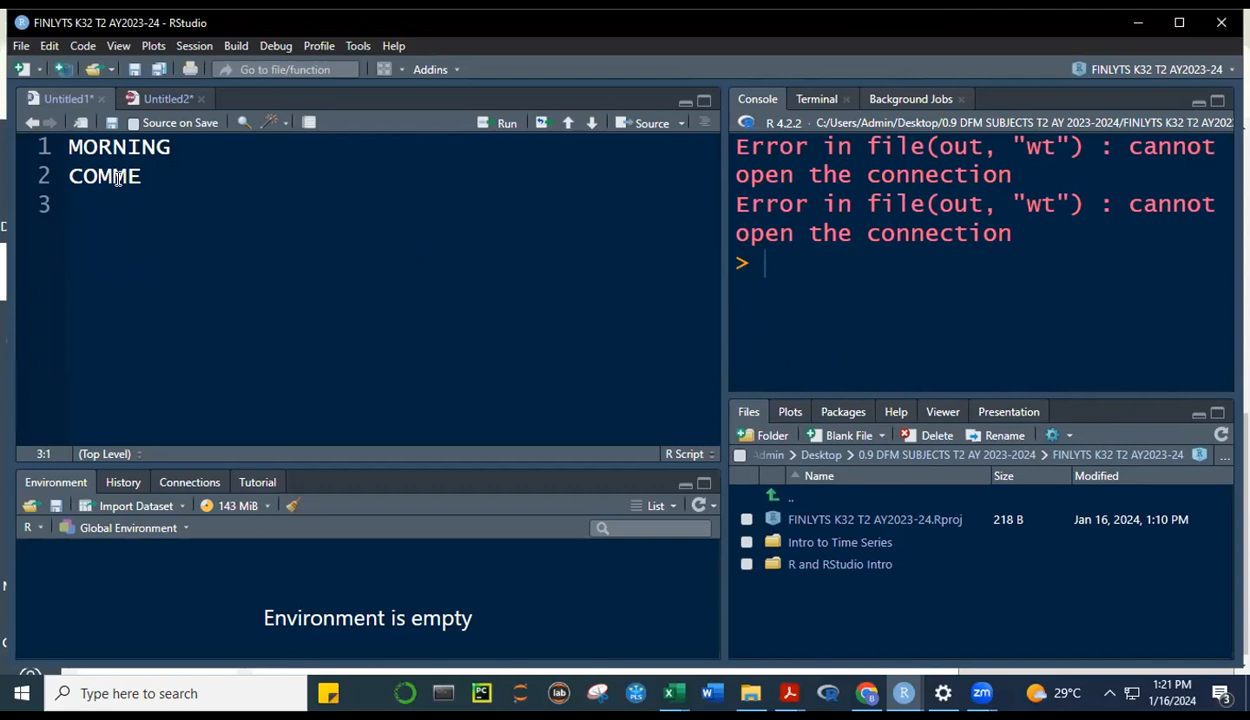 FINLYTS K32 T2 AY2023-24 - RStudio
File Edit Code View Plots Session Build Debug Profile Tools Help
Go to file/function Addins FINLYTS K32 T2 AY2023-24
Untitled1* Untitled2*
Source on Save Run Source
1 MORNING
2 COMME
3
3:1 (Top Level) R Script
Console Terminal Background Jobs
R 4.2.2 · C:/Users/Admin/Desktop/0.9 DFM SUBJECTS T2 AY 2023-2024/FINLYTS K32 T2 AY2023
Error in file(out, "wt") : cannot
open the connection
Error in file(out, "wt") : cannot
open the connection
>
Environment History Connections Tutorial
Import Dataset 143 MiB List
R Global Environment
Environment is empty
Files Plots Packages Help Viewer Presentation
Folder Blank File Delete Rename
Admin Desktop 0.9 DFM SUBJECTS T2 AY 2023-2024 FINLYTS K32 T2 AY2023-24 ...
Name Size Modified
..
FINLYTS K32 T2 AY2023-24.Rproj 218 B Jan 16, 2024, 1:10 PM
Intro to Time Series
R and RStudio Intro
Type here to search PC lab PLS 29°C 1:21 PM
1/16/2024 3